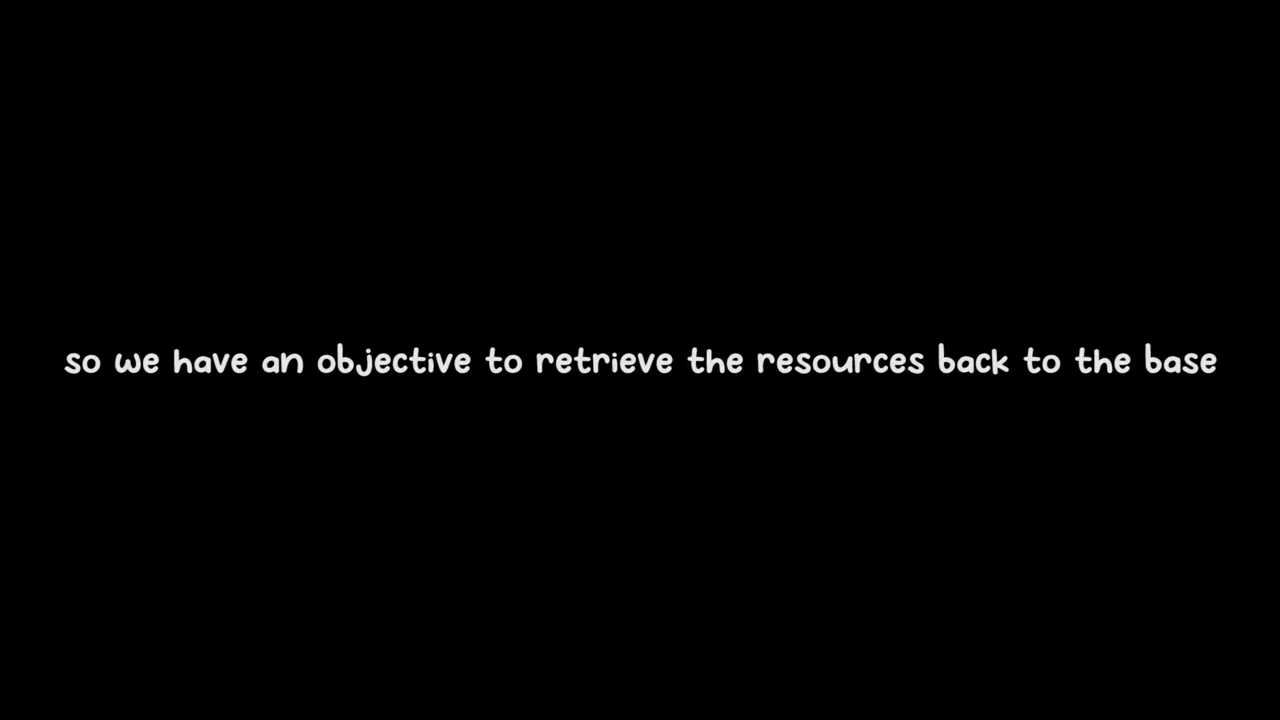 so we have an objective to retrieve the resources back to the base